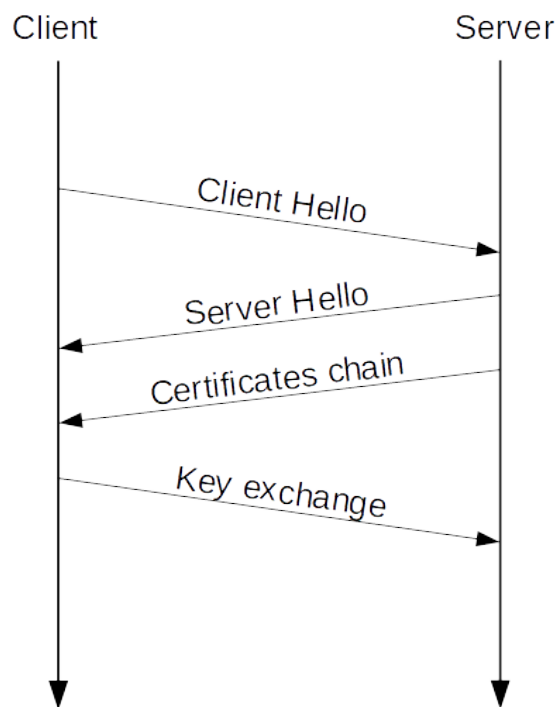 Client
Server
Client Hello
Server Hello
Certificates chain
Key exchange